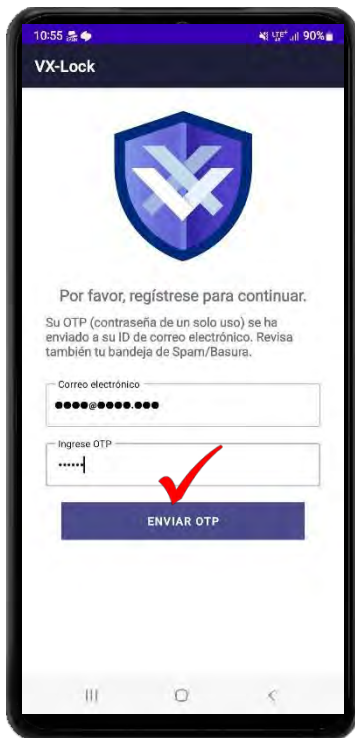 10:55 90%
VX-Lock
Por favor, regístrese para continuar.
Su OTP (contraseña de un solo uso) se ha
enviado a su ID de correo electrónico. Revisa
también tu bandeja de Spam/Basura.
Correo electrónico
●●●●@●●●●.●●●
Ingrese OTP
••••••
ENVIAR OTP